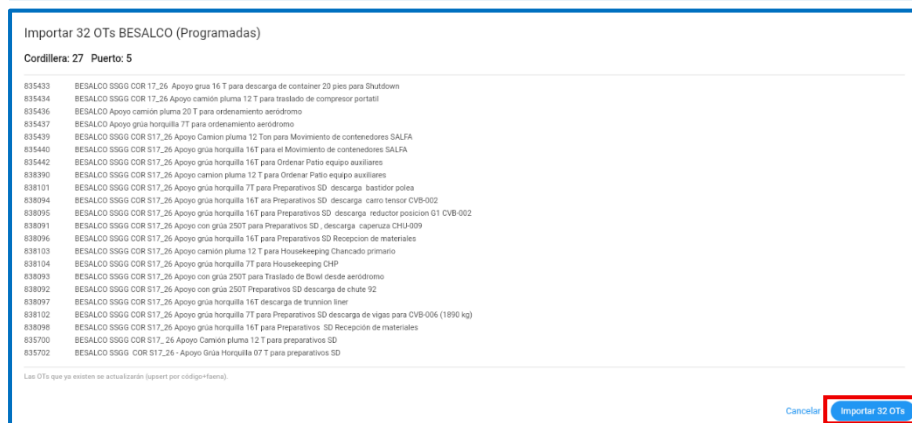 Importar 32 OTs BESALCO (Programadas)
Cordillera: 27 Puerto: 5
835433 BESALCO SSGG COR 17_26 Apoyo grua 16 T para descarga de container 20 pies para Shutdown
835434 BESALCO SSGG COR 17_26 Apoyo camión pluma 12 T para traslado de compresor portatil
835436 BESALCO Apoyo camión pluma 20 T para ordenamiento aeródromo
835437 BESALCO Apoyo grúa horquilla 7T para ordenamiento aeródromo
835439 BESALCO SSGG COR S17_26 Apoyo Camion pluma 12 Ton para Movimiento de contenedores SALFA
835440 BESALCO SSGG COR S17_26 Apoyo grúa horquilla 16T para el Movimiento de contenedores SALFA
835442 BESALCO SSGG COR S17_26 Apoyo grúa horquilla 16T para Ordenar Patio equipo auxiliares
838390 BESALCO SSGG COR S17_26 Apoyo camion pluma 12 T para Ordenar Patio equipo auxiliares
838101 BESALCO SSGG COR S17_26 Apoyo grúa horquilla 7T para Preparativos SD descarga bastidor polea
838094 BESALCO SSGG COR S17_26 Apoyo grúa horquilla 16T ara Preparativos SD descarga carro tensor CVB-002
838095 BESALCO SSGG COR S17_26 Apoyo grúa horquilla 16T para Preparativos SD descarga reductor posicion G1 CVB-002
838091 BESALCO SSGG COR S17_26 Apoyo con grúa 250T para Preparativos SD , descarga caperuza CHU-009
838096 BESALCO SSGG COR S17_26 Apoyo grúa horquilla 16T para Preparativos SD Recepcion de materiales
838103 BESALCO SSGG COR S17_26 Apoyo camión pluma 12 T para Housekeeping Chancado primario
838104 BESALCO SSGG COR S17_26 Apoyo grúa horquilla 7T para Housekeeping CHP
838093 BESALCO SSGG COR S17_26 Apoyo con grúa 250T para Traslado de Bowl desde aeródromo
838092 BESALCO SSGG COR S17_26 Apoyo con grúa 250T Preparativos SD descarga de chute 92
838097 BESALCO SSGG COR S17_26 Apoyo grúa horquilla 16T descarga de trunnion liner
838102 BESALCO SSGG COR S17_26 Apoyo grúa horquilla 7T para Preparativos SD descarga de vigas para CVB-006 (1890 kg)
838098 BESALCO SSGG COR S17_26 Apoyo grúa horquilla 16T para Preparativos SD Recepción de materiales
835700 BESALCO SSGG COR S17_ 26 Apoyo Camión pluma 12 T para preparativos SD
835702 BESALCO SSGG COR S17_26 - Apoyo Grúa Horquilla 07 T para preparativos SD
Las OTs que ya existen se actualizarán (upsert por código+faena).
Cancelar Importar 32 OTs